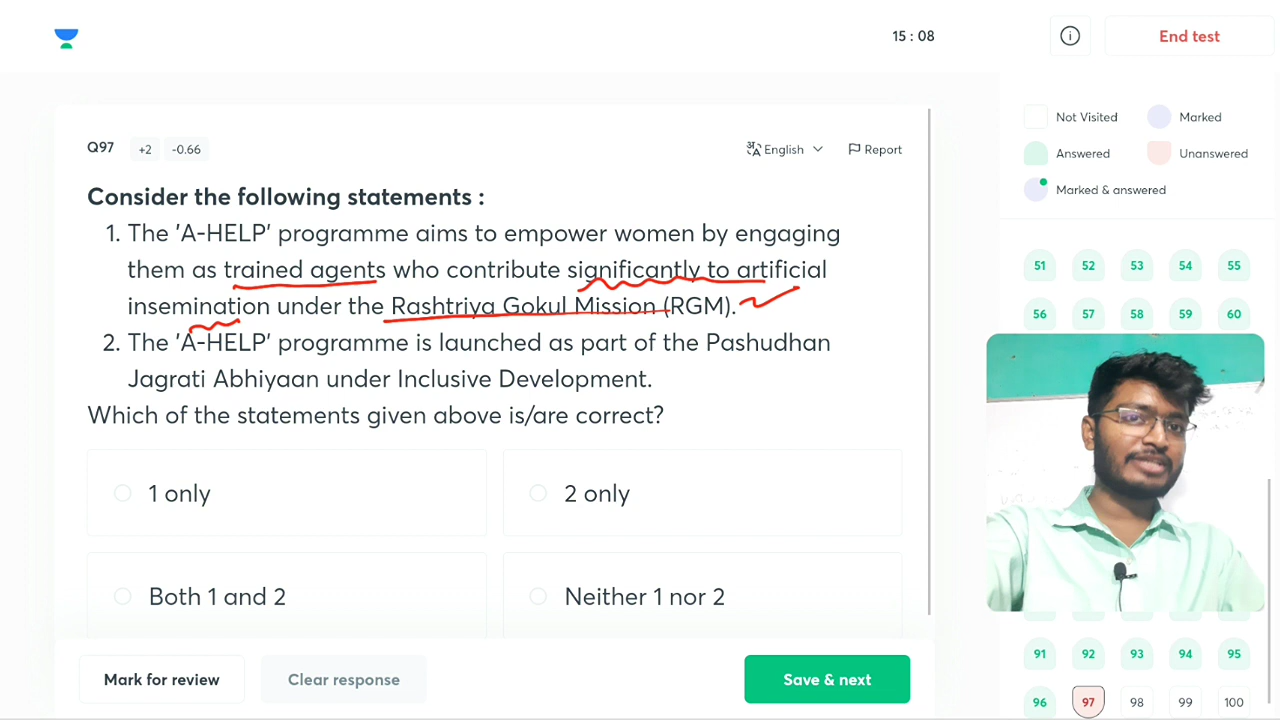 15 : 08
End test
Not Visited
Marked
Answered
Unanswered
Marked & answered
Q97
+2
-0.66
English
Report
Consider the following statements :
1. The 'A-HELP' programme aims to empower women by engaging
them as trained agents who contribute significantly to artificial
insemination under the Rashtriya Gokul Mission (RGM).
2. The 'A-HELP' programme is launched as part of the Pashudhan
Jagrati Abhiyaan under Inclusive Development.
Which of the statements given above is/are correct?
1 only
2 only
Both 1 and 2
Neither 1 nor 2
51 52 53 54 55
56 57 58 59 60
91 92 93 94 95
96 97 98 99 100
Mark for review
Clear response
Save & next